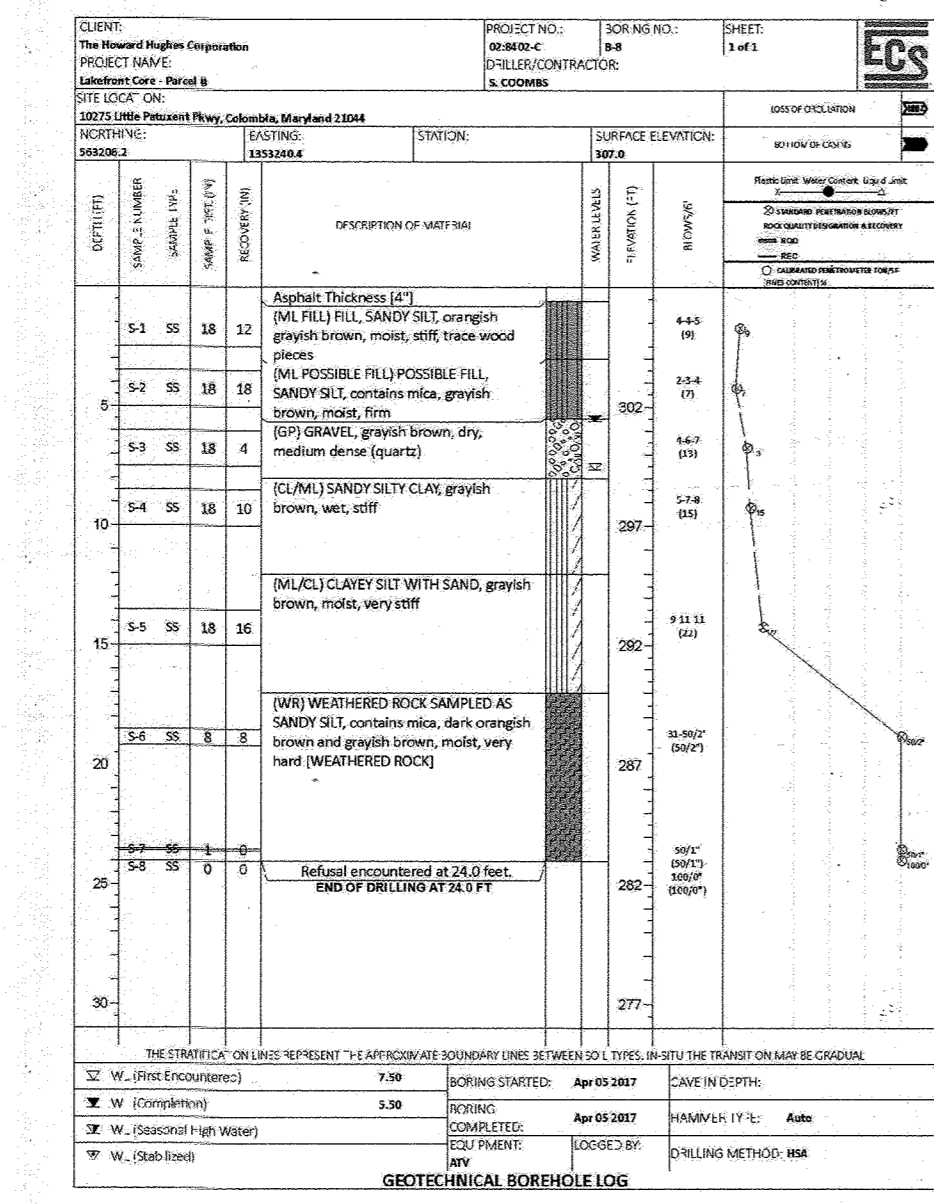 CLIENT:
The Howard Hughes Corporation
PROJECT NO.:
02:8402-C
BORING NO.:
B-8
SHEET:
1 of 1
ECS
PROJECT NAME:
Lakefront Core - Parcel B
DRILLER/CONTRACTOR:
S. COOMBS
SITE LOCATION:
10275 Little Patuxent Pkwy, Colombia, Maryland 21044
LOSS OF CIRCULATION
NORTHING:
563206.2
EASTING:
1353240.4
STATION:
SURFACE ELEVATION:
307.0
BOTTOM OF CASING
DEPTH (FT)
SAMPLE NUMBER
SAMPLE TYPE
SAMPLE DIST. (IN)
RECOVERY (IN)
DESCRIPTION OF MATERIAL
WATER LEVELS
ELEVATION (FT)
BLOWS/6"
Plastic Limit Water Content Liquid Limit
X
STANDARD PENETRATION BLOWS/FT
ROCK QUALITY DESIGNATION & RECOVERY
RQD
REC
CALIBRATED PENETROMETER TON/SF
[FINES CONTENT] %
Asphalt Thickness [4"]
S-1 SS 18 12
(ML FILL) FILL, SANDY SILT, orangish
grayish brown, moist, stiff, trace wood
pieces
4-4-5
(9)
9
S-2 SS 18 18
(ML POSSIBLE FILL) POSSIBLE FILL,
SANDY SILT, contains mica, grayish
brown, moist, firm
2-3-4
(7)
7
5
302
S-3 SS 18 4
(GP) GRAVEL, grayish brown, dry,
medium dense (quartz)
4-6-7
(13)
S-4 SS 18 10
(CL/ML) SANDY SILTY CLAY, grayish
brown, wet, stiff
5-7-8
(15)
15
10
297
(ML/CL) CLAYEY SILT WITH SAND, grayish
brown, moist, very stiff
S-5 SS 18 16
9 11 11
(22)
22
15
292
(WR) WEATHERED ROCK SAMPLED AS
SANDY SILT, contains mica, dark orangish
brown and grayish brown, moist, very
hard [WEATHERED ROCK]
S-6 SS 8 8
31-50/2"
(50/2")
50/2"
20
287
S-7 SS 1 0
50/1"
(50/1")
50/1"
S-8 SS 0 0
Refusal encountered at 24.0 feet.
END OF DRILLING AT 24.0 FT
100/0"
(100/0")
100/0"
25
282
30
277
THE STRATIFICATION LINES REPRESENT THE APPROXIMATE BOUNDARY LINES BETWEEN SOIL TYPES. IN-SITU THE TRANSITION MAY BE GRADUAL
WL (First Encountered)
7.50
BORING STARTED:
Apr 05 2017
CAVE IN DEPTH:
WL (Completion)
5.50
BORING
COMPLETED:
Apr 05 2017
HAMMER TYPE:
Auto
WL (Seasonal High Water)
WL (Stabilized)
EQUIPMENT:
ATV
LOGGED BY:
DRILLING METHOD: HSA
GEOTECHNICAL BOREHOLE LOG